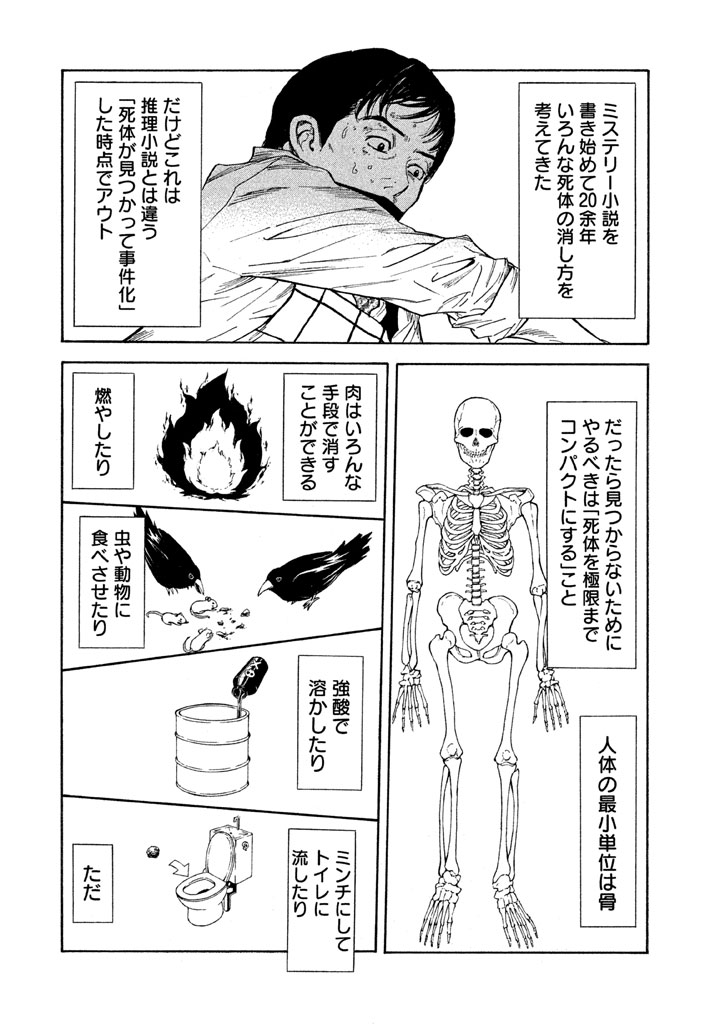 ミステリー小説を
書き始めて20余年
いろんな死体の消し方を
考えてきた
だけどこれは
推理小説とは違う
「死体が見つかって事件化」
した時点でアウト
だったら見つからないために
やるべきは「死体を極限まで
コンパクトにする」こと
人体の最小単位は骨
肉はいろんな
手段で消す
ことができる
燃やしたり
虫や動物に
食べさせたり
強酸で
溶かしたり
ミンチにして
トイレに
流したり
ただ